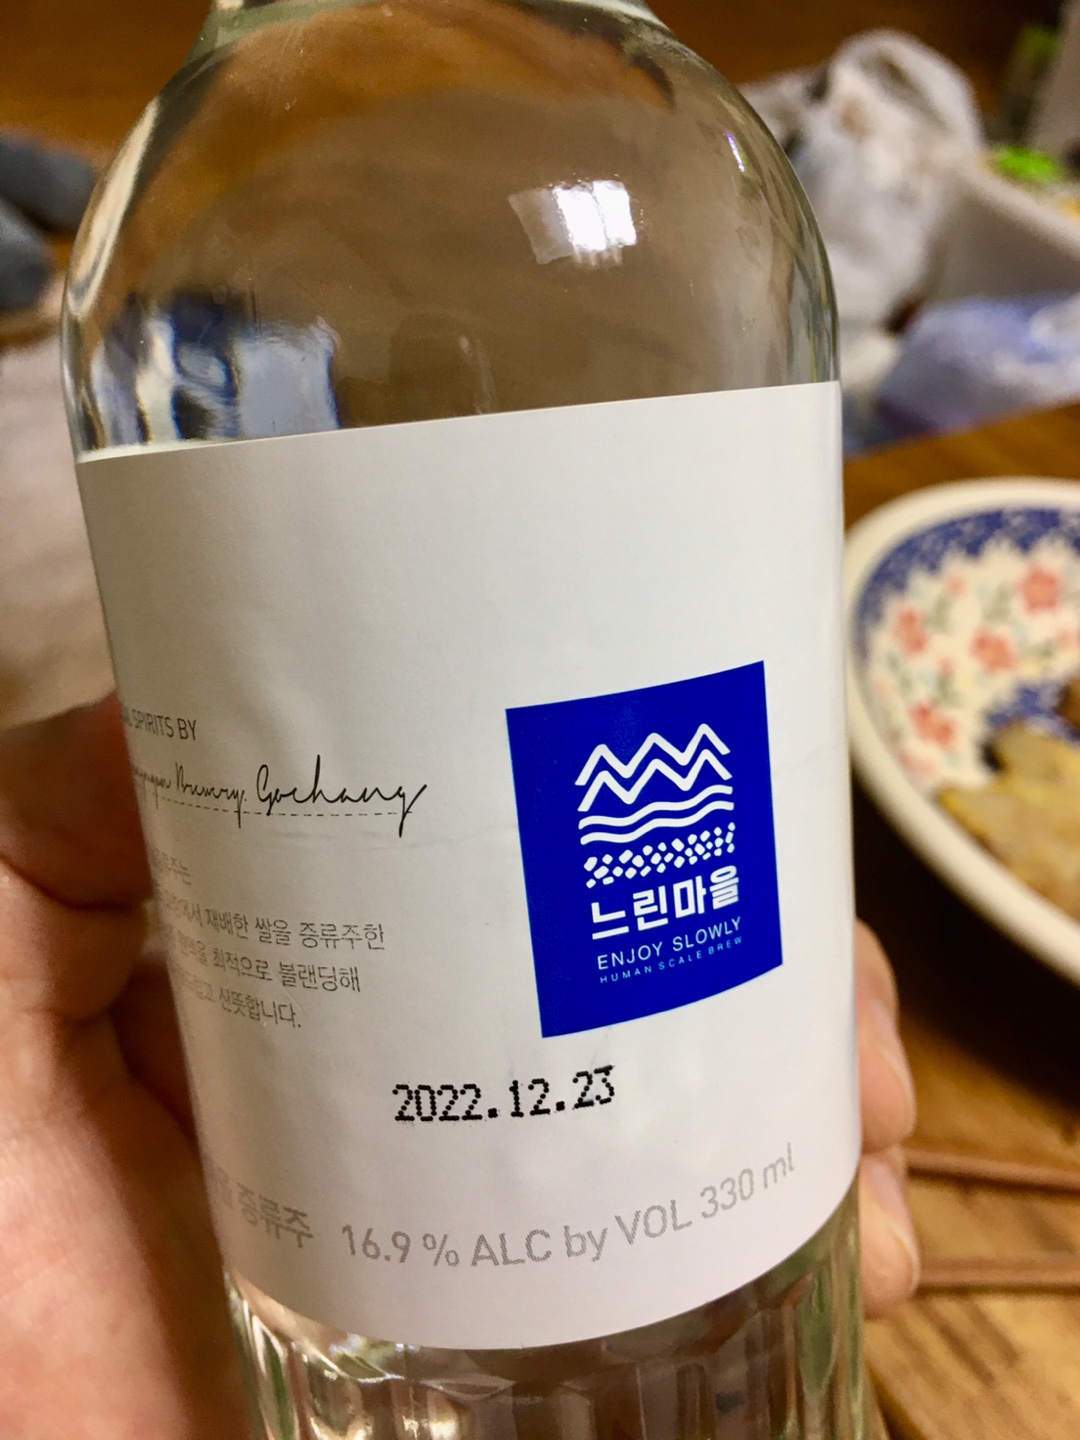 SPIRITS BY
Brewery. Gochang
재배한 쌀을 증류주한
최적으로 블랜딩해
산뜻합니다.
느린마을
ENJOY SLOWLY
HUMAN SCALE BREW
2022.12.23
증류주 16.9 % ALC by VOL 330 ml